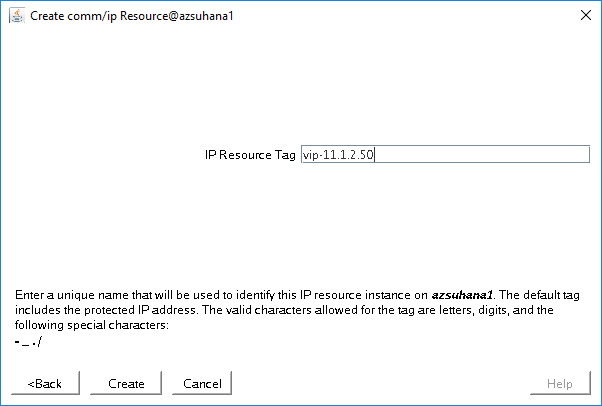 Create comm/ip Resource@azsuhana1
IP Resource Tag vip-11.1.2.50
Enter a unique name that will be used to identify this IP resource instance on azsuhana1. The default tag
includes the protected IP address. The valid characters allowed for the tag are letters, digits, and the
following special characters:
- _ . /
<Back Create Cancel Help